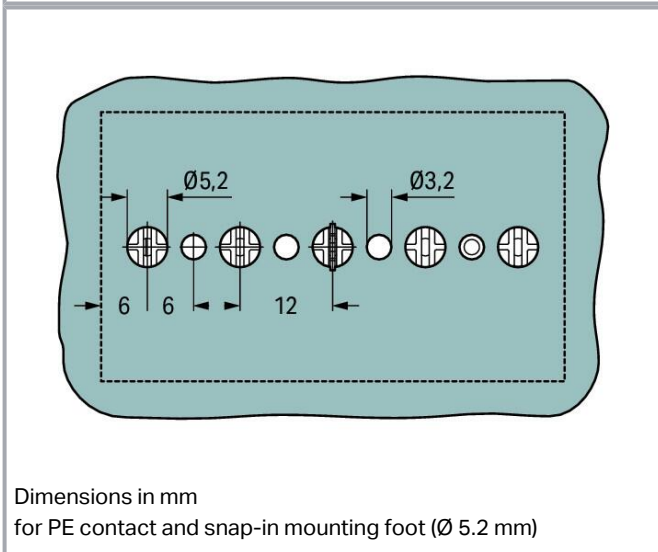 Ø5,2 Ø3,2
6 6 12
Dimensions in mm
for PE contact and snap-in mounting foot (Ø 5.2 mm)